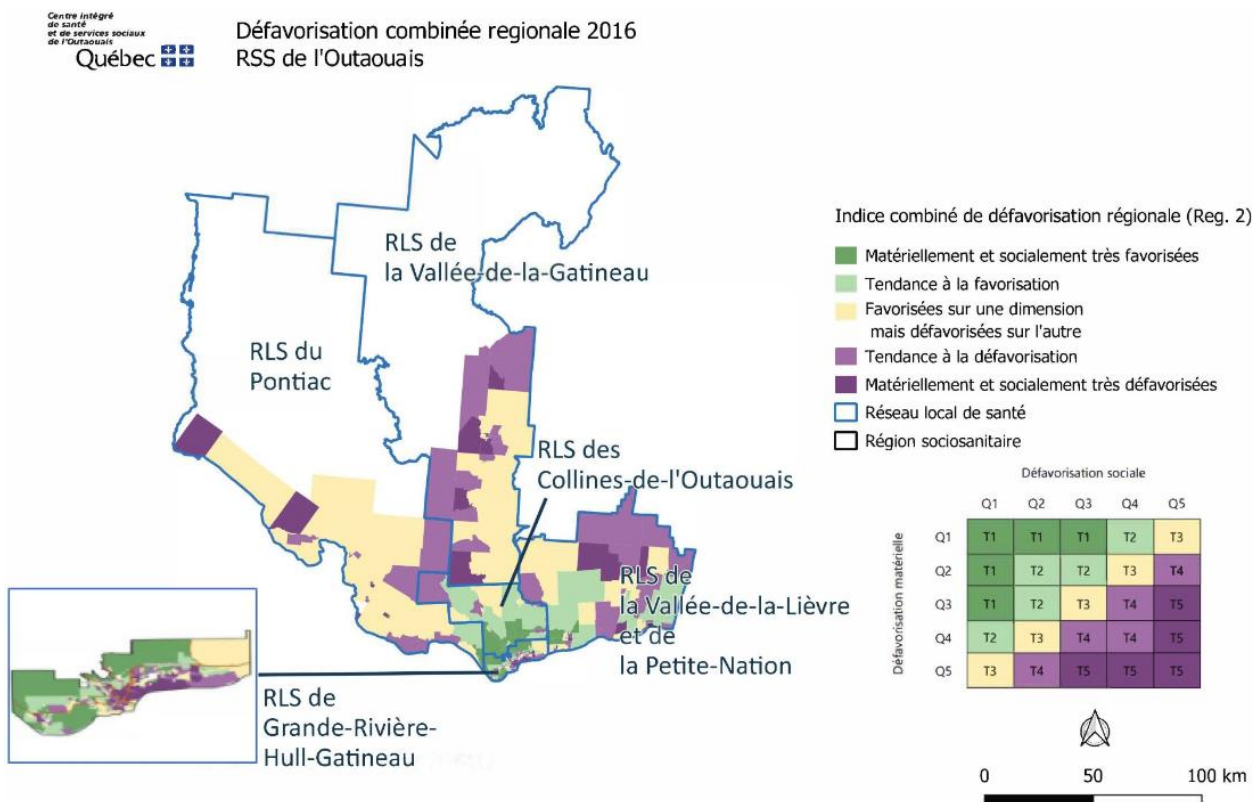 Centre intégré
de santé
et de services sociaux
de l'Outaouais
Québec
Défavorisation combinée regionale 2016
RSS de l'Outaouais
RLS de
la Vallée-de-la-Gatineau
RLS du
Pontiac
RLS des
Collines-de-l'Outaouais
RLS de
la Vallée-de-la-Lièvre
et de
la Petite-Nation
RLS de
Grande-Rivière-
Hull-Gatineau
Indice combiné de défavorisation régionale (Reg. 2)
Matériellement et socialement très favorisées
Tendance à la favorisation
Favorisées sur une dimension
mais défavorisées sur l'autre
Tendance à la défavorisation
Matériellement et socialement très défavorisées
Réseau local de santé
Région sociosanitaire
Défavorisation sociale
Q1 Q2 Q3 Q4 Q5
Défavorisation matérielle
Q1 T1 T1 T1 T2 T3
Q2 T1 T2 T2 T3 T4
Q3 T1 T2 T3 T4 T5
Q4 T2 T3 T4 T4 T5
Q5 T3 T4 T5 T5 T5
0 50 100 km